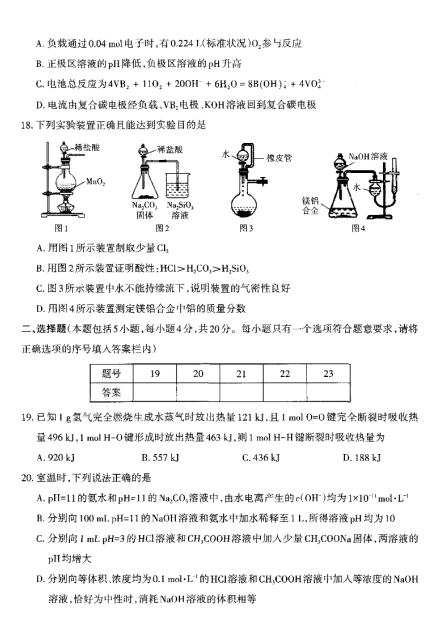 A. 负载通过0.04 mol电子时,有0.224 L(标准状况)O₂参与反应
B. 正极区溶液的pH降低,负极区溶液的pH升高
C. 电池总反应为4VB₂ + 11O₂ + 20OH⁻ + 6H₂O = 8B(OH)₄⁻ + 4VO₄³⁻
D. 电流由复合碳电极经负载、VB₂电极、KOH溶液回到复合碳电极
18. 下列实验装置正确且能达到实验目的是
稀盐酸
MnO₂
图1
稀盐酸
Na₂CO₃
固体
Na₂SiO₃
溶液
图2
水
橡皮管
图3
NaOH溶液
水
镁铝
合金
图4
A. 用图1所示装置制取少量Cl₂
B. 用图2所示装置证明酸性:HCl>H₂CO₃>H₂SiO₃
C. 图3所示装置中水不能持续流下,说明装置的气密性良好
D. 用图4所示装置测定镁铝合金中铝的质量分数
二、选择题(本题包括5小题,每小题4分,共20分。每小题只有一个选项符合题意要求,请将
正确选项的序号填入答案栏内)
题号 19 20 21 22 23
答案
19. 已知1 g氢气完全燃烧生成水蒸气时放出热量121 kJ,且1 mol O=O键完全断裂时吸收热
量496 kJ,1 mol H-O键形成时放出热量463 kJ,则1 mol H-H键断裂时吸收热量为
A. 920 kJ B. 557 kJ C. 436 kJ D. 188 kJ
20. 室温时,下列说法正确的是
A. pH=11的氨水和pH=11的Na₂CO₃溶液中,由水电离产生的c(OH⁻)均为1×10⁻¹¹mol·L⁻¹
B. 分别向100 mL pH=11的NaOH溶液和氨水中加水稀释至1 L,所得溶液pH均为10
C. 分别向1 mL pH=3的HCl溶液和CH₃COOH溶液中加入少量CH₃COONa固体,两溶液的
pH均增大
D. 分别向等体积、浓度均为0.1 mol·L⁻¹的HCl溶液和CH₃COOH溶液中加入等浓度的NaOH
溶液,恰好为中性时,消耗NaOH溶液的体积相等